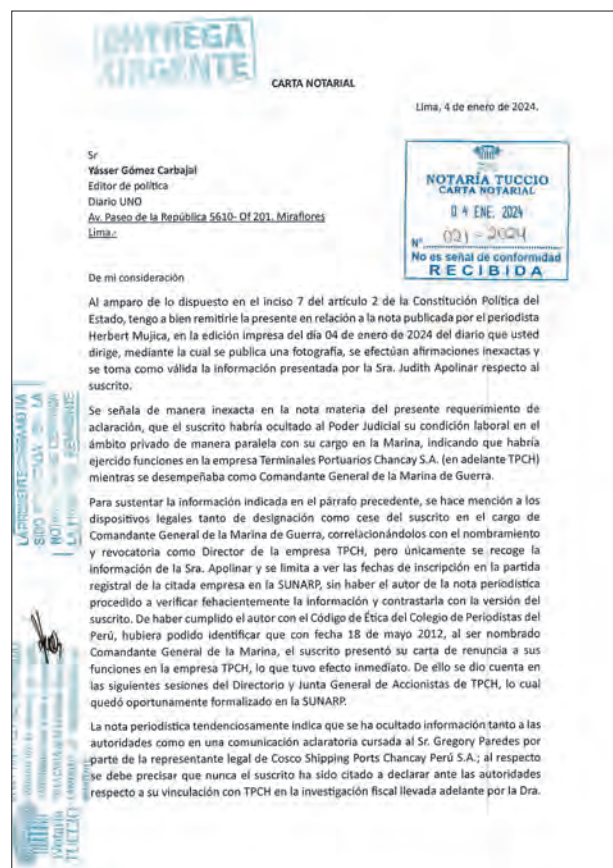 ENTREGA
URGENTE
CARTA NOTARIAL
Lima, 4 de enero de 2024.
Sr
Yásser Gómez Carbajal
Editor de política
Diario UNO
Av. Paseo de la República 5610- Of 201. Miraflores
Lima.-
NOTARÍA TUCCIO
CARTA NOTARIAL
04 ENE. 2024
N° 021-2024
No es señal de conformidad
RECIBIDA
De mi consideración
Al amparo de lo dispuesto en el inciso 7 del artículo 2 de la Constitución Política del
Estado, tengo a bien remitirle la presente en relación a la nota publicada por el periodista
Herbert Mujica, en la edición impresa del día 04 de enero de 2024 del diario que usted
dirige, mediante la cual se publica una fotografía, se efectúan afirmaciones inexactas y
se toma como válida la información presentada por la Sra. Judith Apolinar respecto al
suscrito.
Se señala de manera inexacta en la nota materia del presente requerimiento de
aclaración, que el suscrito habría ocultado al Poder Judicial su condición laboral en el
ámbito privado de manera paralela con su cargo en la Marina, indicando que habría
ejercido funciones en la empresa Terminales Portuarios Chancay S.A. (en adelante TPCH)
mientras se desempeñaba como Comandante General de la Marina de Guerra.
Para sustentar la información indicada en el párrafo precedente, se hace mención a los
dispositivos legales tanto de designación como cese del suscrito en el cargo de
Comandante General de la Marina de Guerra, correlacionándolos con el nombramiento
y revocatoria como Director de la empresa TPCH, pero únicamente se recoge la
información de la Sra. Apolinar y se limita a ver las fechas de inscripción en la partida
registral de la citada empresa en la SUNARP, sin haber el autor de la nota periodística
procedido a verificar fehacientemente la información y contrastarla con la versión del
suscrito. De haber cumplido el autor con el Código de Ética del Colegio de Periodistas del
Perú, hubiera podido identificar que con fecha 18 de mayo 2012, al ser nombrado
Comandante General de la Marina, el suscrito presentó su carta de renuncia a sus
funciones en la empresa TPCH, lo que tuvo efecto inmediato. De ello se dio cuenta en
las siguientes sesiones del Directorio y Junta General de Accionistas de TPCH, lo cual
quedó oportunamente formalizado en la SUNARP.
La nota periodística tendenciosamente indica que se ha ocultado información tanto a las
autoridades como en una comunicación aclaratoria cursada al Sr. Gregory Paredes por
parte de la representante legal de Cosco Shipping Ports Chancay Perú S.A.; al respecto
se debe precisar que nunca el suscrito ha sido citado a declarar ante las autoridades
respecto a su vinculación con TPCH en la investigación fiscal llevada adelante por la Dra.
LA PRESENTE
SIDO LA
REMITENTE
TUCCIO